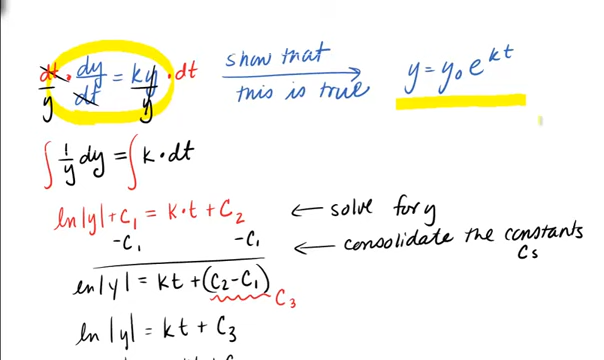 dt/y · dy/dt = ky/y · dt show that this is true y = y₀e^kt
∫ 1/y dy = ∫ k · dt
ln|y| + C₁ = k·t + C₂ ← solve for y
-C₁ -C₁ ← consolidate the constants
Cs
ln|y| = kt + (C₂ - C₁)
C₃
ln|y| = kt + C₃